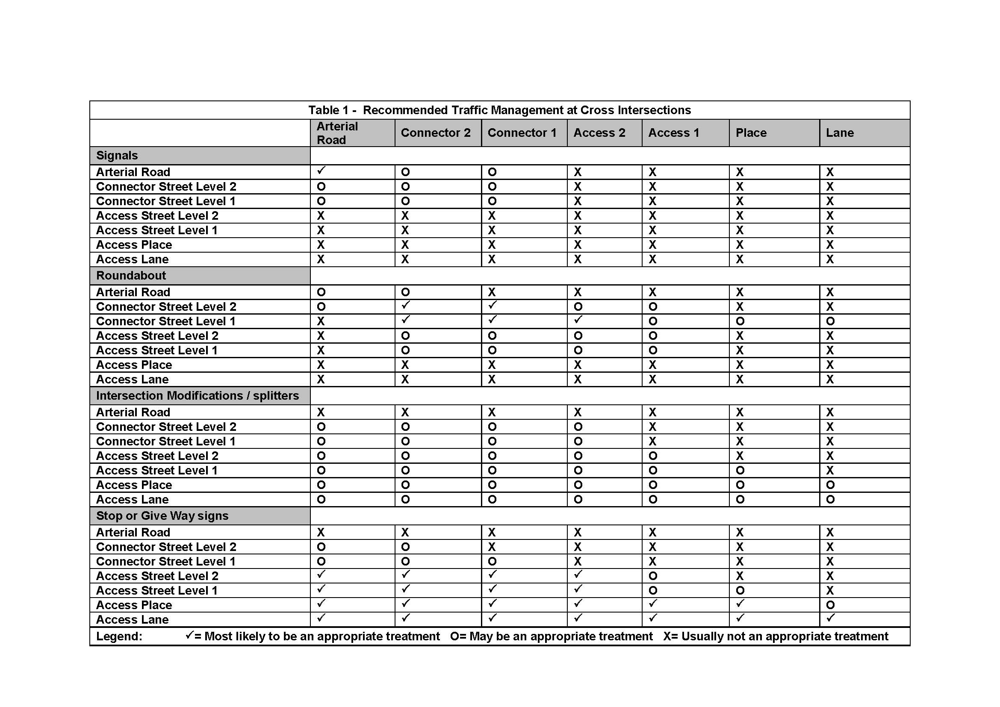 Table 1 -  Recommended Traffic Management at Cross Intersections
Arterial Road Connector 2 Connector 1 Access 2 Access 1 Place Lane
Signals
Arterial Road ✓ O O X X X X
Connector Street Level 2 O O O X X X X
Connector Street Level 1 O O O X X X X
Access Street Level 2 X X X X X X X
Access Street Level 1 X X X X X X X
Access Place X X X X X X X
Access Lane X X X X X X X
Roundabout
Arterial Road O O X X X X X
Connector Street Level 2 O ✓ ✓ O O X X
Connector Street Level 1 X ✓ ✓ ✓ O O O
Access Street Level 2 X O O O O X X
Access Street Level 1 X O O O O X X
Access Place X X X X X X X
Access Lane X X X X X X X
Intersection Modifications / splitters
Arterial Road X X X X X X X
Connector Street Level 2 O O O O X X X
Connector Street Level 1 O O O O X X X
Access Street Level 2 O O O O O X X
Access Street Level 1 O O O O O O X
Access Place O O O O O O O
Access Lane O O O O O O O
Stop or Give Way signs
Arterial Road X X X X X X X
Connector Street Level 2 O O X X X X X
Connector Street Level 1 O O O X X X X
Access Street Level 2 ✓ ✓ ✓ ✓ O X X
Access Street Level 1 ✓ ✓ ✓ ✓ O O X
Access Place ✓ ✓ ✓ ✓ ✓ ✓ O
Access Lane ✓ ✓ ✓ ✓ ✓ ✓ ✓
Legend: ✓= Most likely to be an appropriate treatment O= May be an appropriate treatment X= Usually not an appropriate treatment